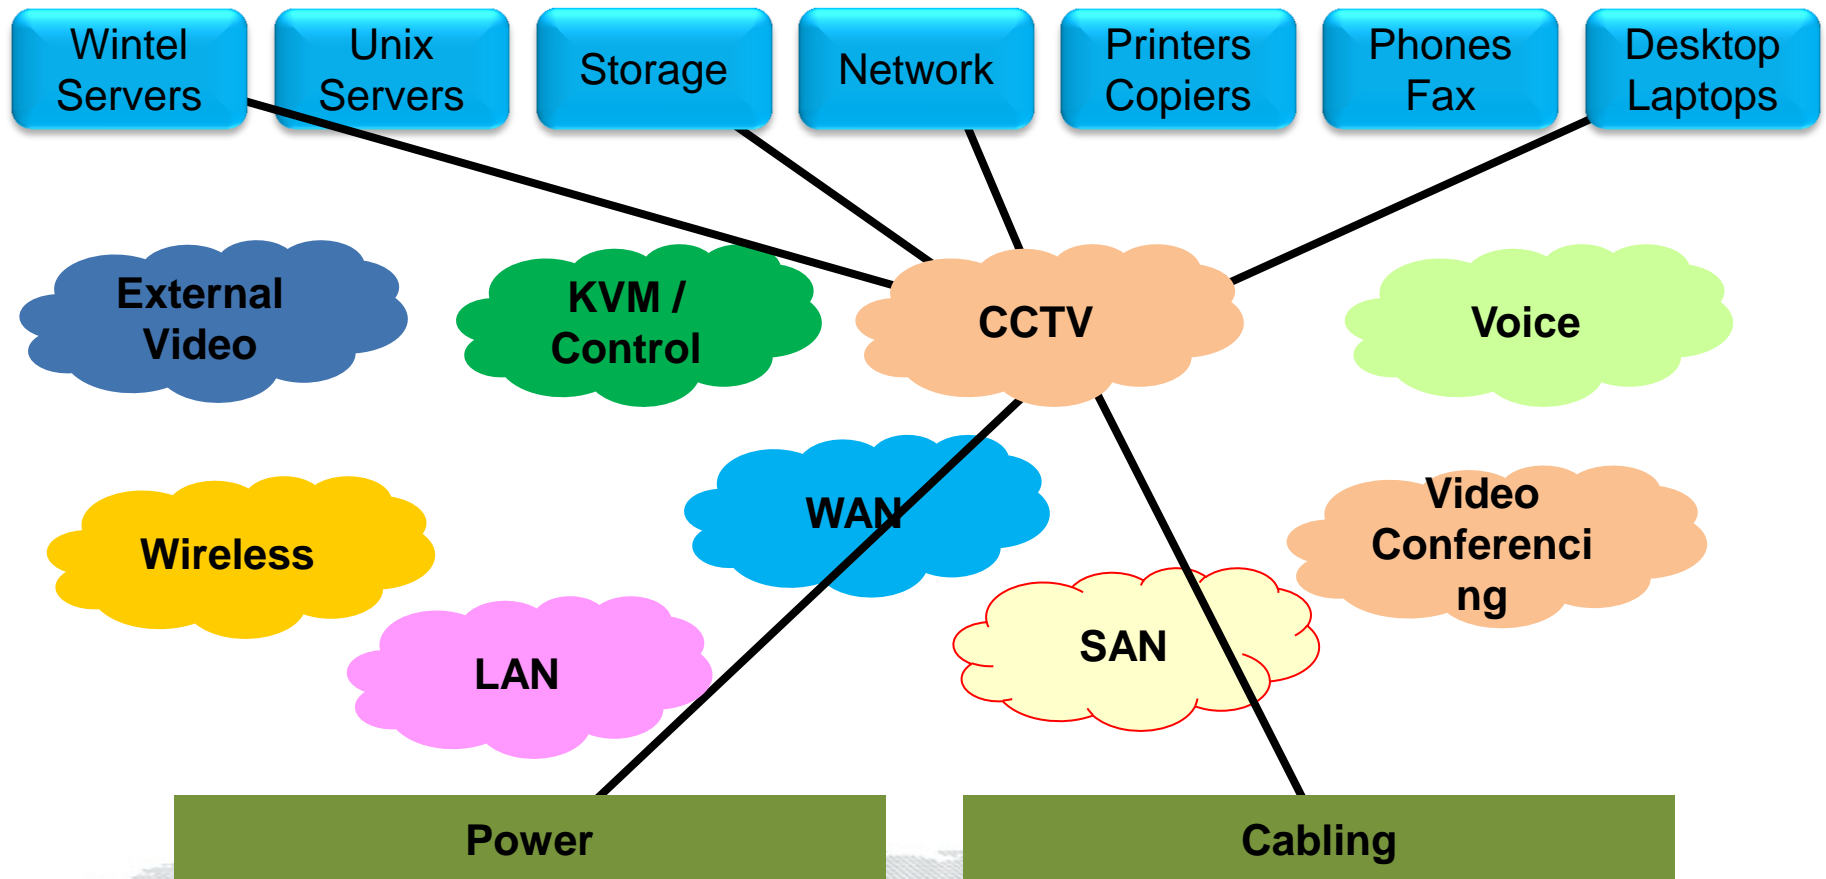 Wintel
Servers
Unix
Servers
Storage
Network
Printers
Copiers
Phones
Fax
Desktop
Laptops
External
Video
KVM /
Control
CCTV
Voice
Wireless
WAN
Video
Conferenci
ng
LAN
SAN
Power
Cabling